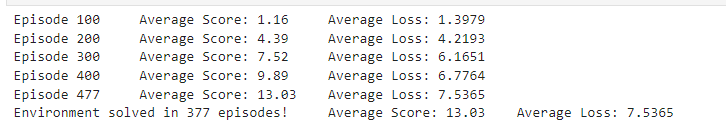 Episode 100 Average Score: 1.16 Average Loss: 1.3979
Episode 200 Average Score: 4.39 Average Loss: 4.2193
Episode 300 Average Score: 7.52 Average Loss: 6.1651
Episode 400 Average Score: 9.89 Average Loss: 6.7764
Episode 477 Average Score: 13.03 Average Loss: 7.5365
Environment solved in 377 episodes! Average Score: 13.03 Average Loss: 7.5365